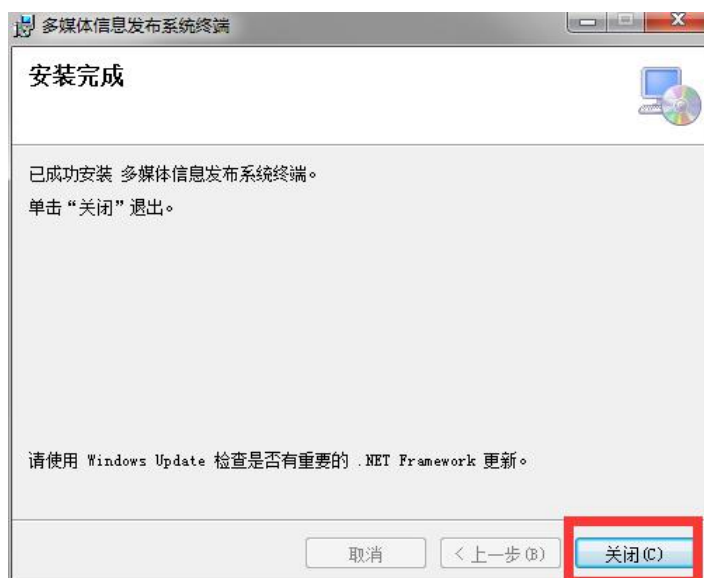 多媒体信息发布系统终端
安装完成
已成功安装 多媒体信息发布系统终端。
单击“关闭”退出。
请使用 Windows Update 检查是否有重要的 .NET Framework 更新。
取消
< 上一步(B)
关闭(C)